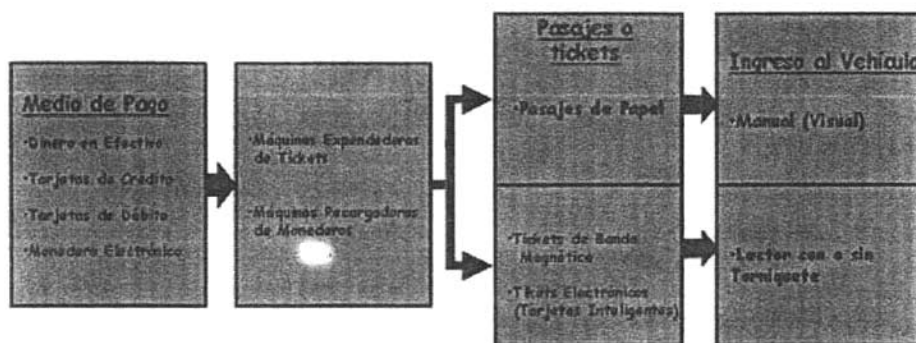 Medio de Pago
•Dinero en Efectivo
•Tarjetas de Crédito
•Tarjetas de Débito
•Monedero Electrónico
•Máquinas Expendedoras
de Tickets
•Máquinas Recargadoras
de Monederos
Pasajes o
tickets
•Pasajes de Papel
•Tickets de Banda
Magnética
•Tikets Electrónicos
(Tarjetas Inteligentes)
Ingreso al Vehículo
•Manual (Visual)
•Lector con o sin
Torniquete